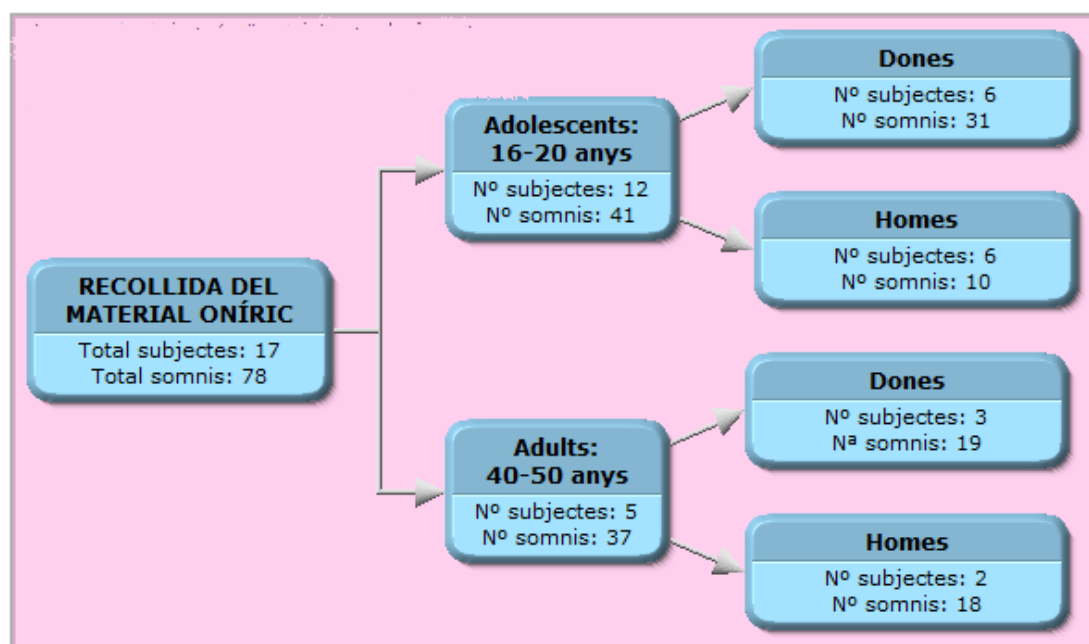 RECOLLIDA DEL
MATERIAL ONÍRIC
Total subjectes: 17
Total somnis: 78
Adolescents:
16-20 anys
Nº subjectes: 12
Nº somnis: 41
Dones
Nº subjectes: 6
Nº somnis: 31
Homes
Nº subjectes: 6
Nº somnis: 10
Adults:
40-50 anys
Nº subjectes: 5
Nº somnis: 37
Dones
Nº subjectes: 3
Nª somnis: 19
Homes
Nº subjectes: 2
Nº somnis: 18